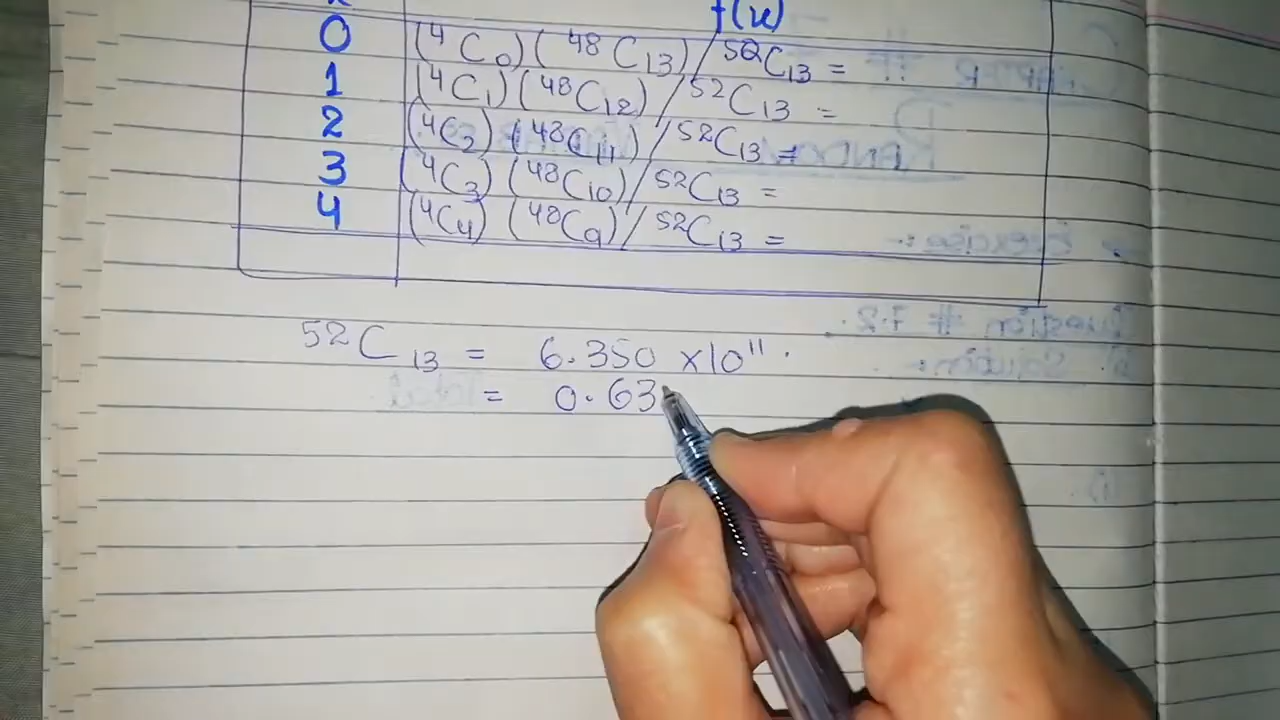 f(x)
0 (⁴C₀)(⁴⁸C₁₃)/⁵²C₁₃ =
1 (⁴C₁)(⁴⁸C₁₂)/⁵²C₁₃ =
2 (⁴C₂)(⁴⁸C₁₁)/⁵²C₁₃ =
3 (⁴C₃)(⁴⁸C₁₀)/⁵²C₁₃ =
4 (⁴C₄)(⁴⁸C₉)/⁵²C₁₃ =
⁵²C₁₃ = 6.350 ×10¹¹.
= 0.63